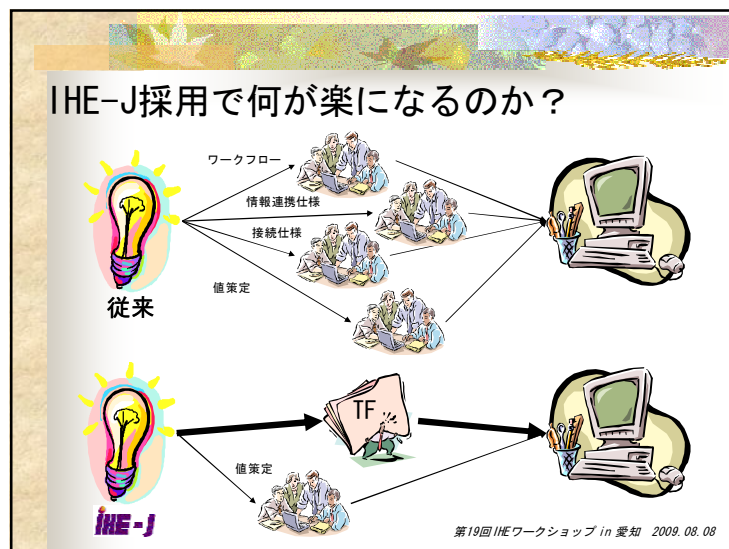 IHE-J採用で何が楽になるのか?
ワークフロー
情報連携仕様
接続仕様
値策定
従来
TF
値策定
IHE-J
第19回IHEワークショップ in 愛知 2009.08.08